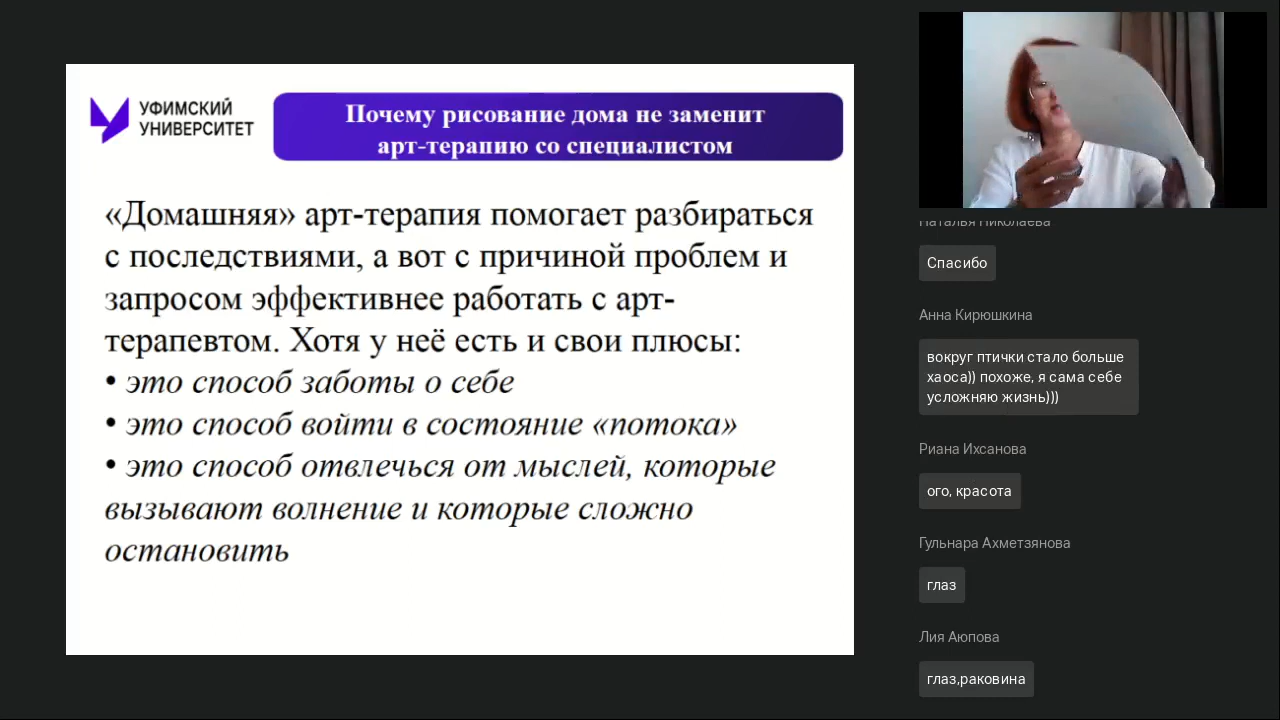 УФИМСКИЙ
УНИВЕРСИТЕТ
Почему рисование дома не заменит
арт-терапию со специалистом
«Домашняя» арт-терапия помогает разбираться
с последствиями, а вот с причиной проблем и
запросом эффективнее работать с арт-
терапевтом. Хотя у неё есть и свои плюсы:
• это способ заботы о себе
• это способ войти в состояние «потока»
• это способ отвлечься от мыслей, которые
вызывают волнение и которые сложно
остановить
Наталья Николаева
Спасибо
Анна Кирюшкина
вокруг птички стало больше
хаоса)) похоже, я сама себе
усложняю жизнь)))
Риана Ихсанова
ого, красота
Гульнара Ахметзянова
глаз
Лия Аюпова
глаз,раковина